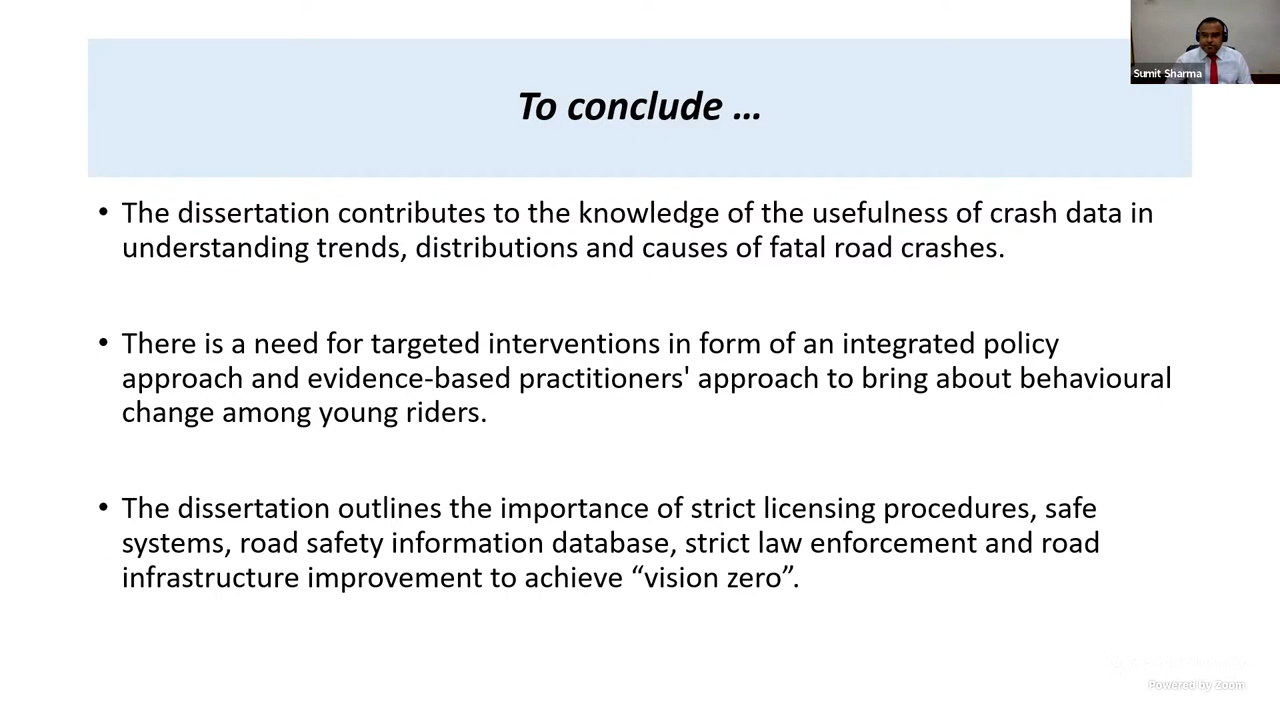 Sumit Sharma
To conclude ...
• The dissertation contributes to the knowledge of the usefulness of crash data in
understanding trends, distributions and causes of fatal road crashes.
• There is a need for targeted interventions in form of an integrated policy
approach and evidence-based practitioners' approach to bring about behavioural
change among young riders.
• The dissertation outlines the importance of strict licensing procedures, safe
systems, road safety information database, strict law enforcement and road
infrastructure improvement to achieve “vision zero”.
Powered by Zoom